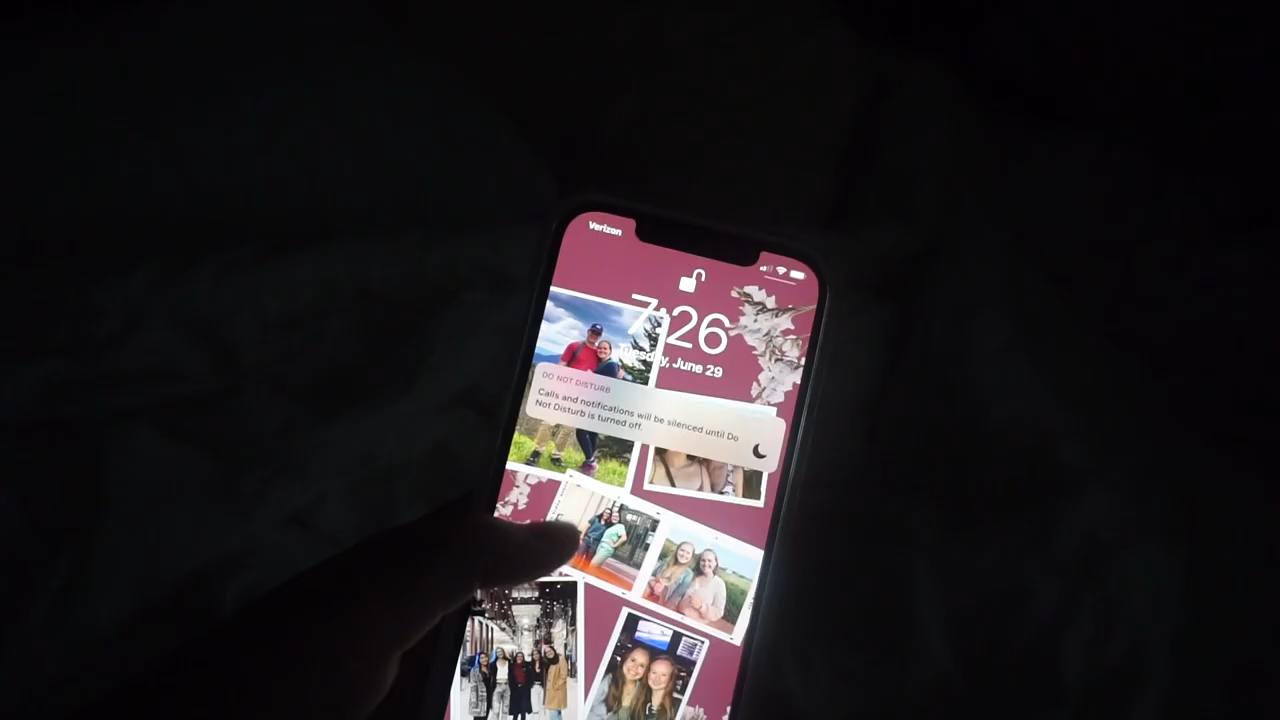 Verizon
7:26
Tuesday, June 29
DO NOT DISTURB
Calls and notifications will be silenced until Do
Not Disturb is turned off.